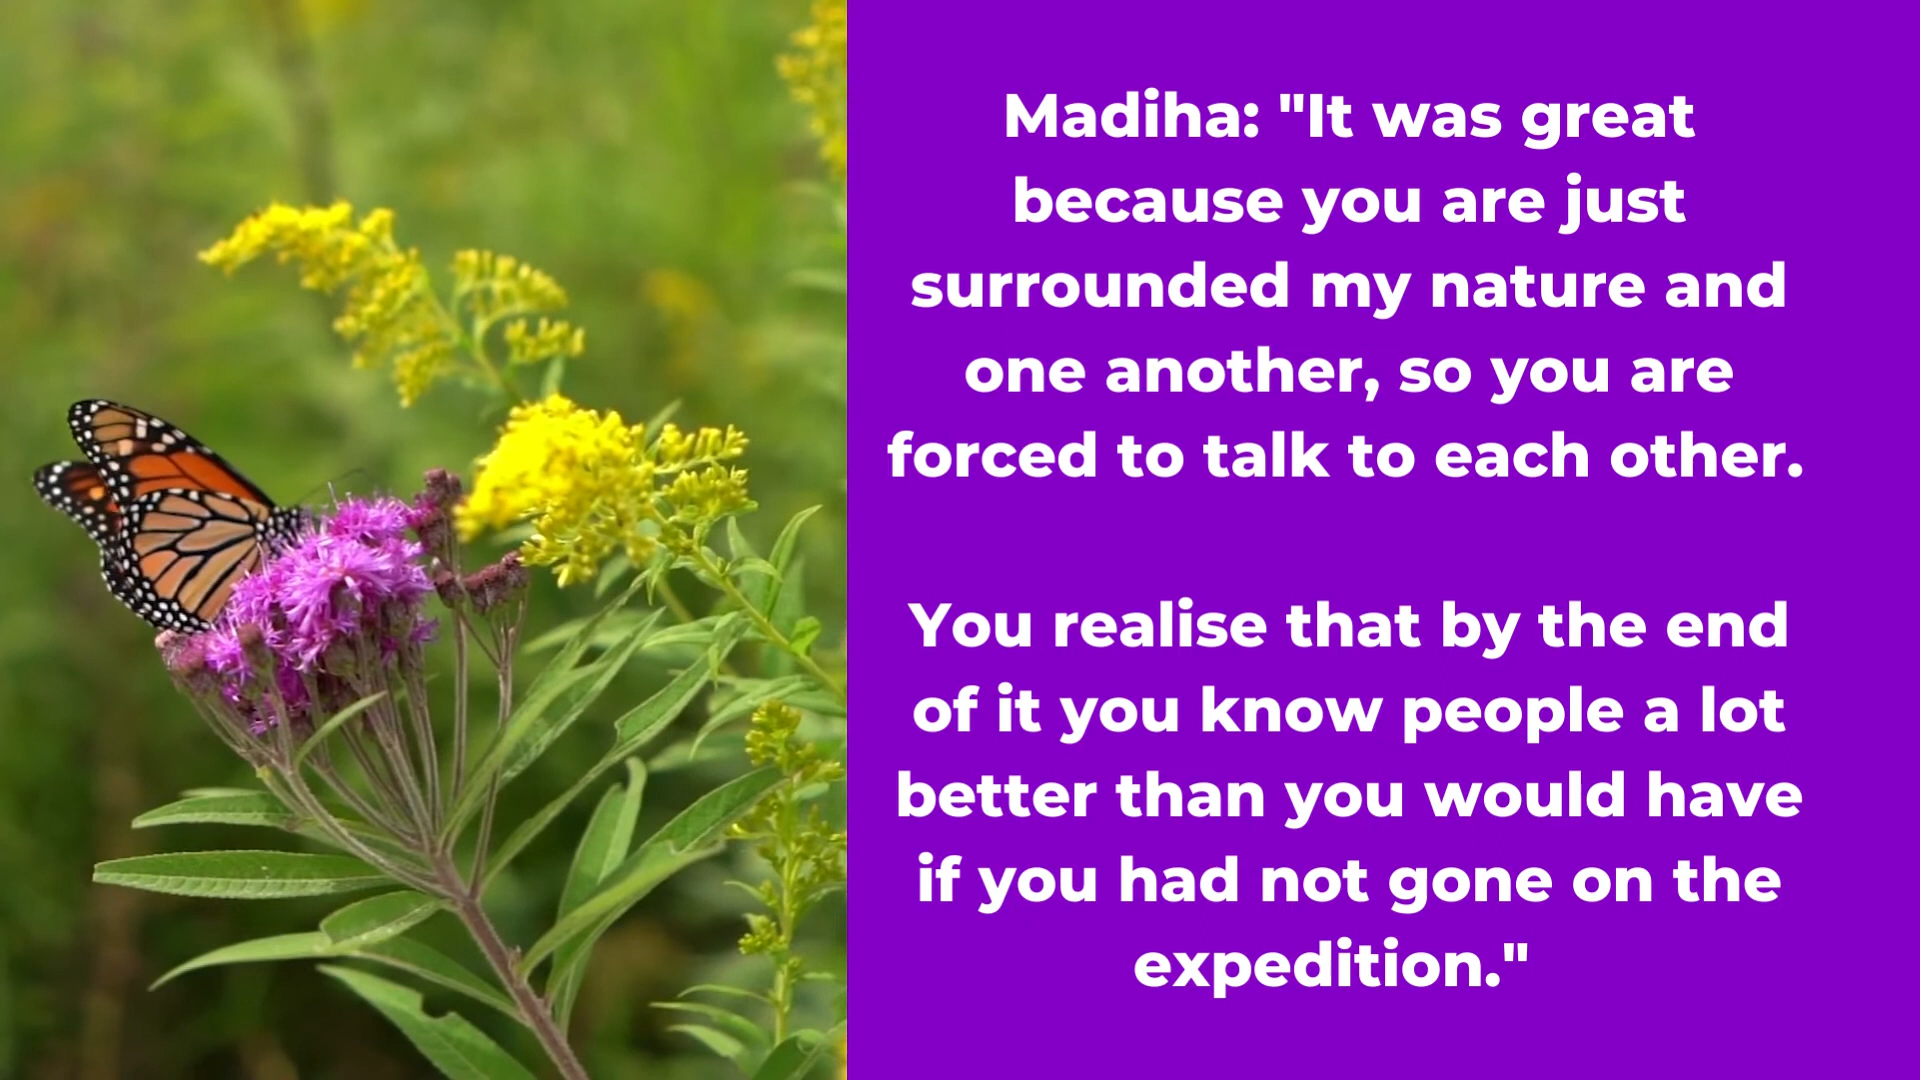 Madiha: "It was great
because you are just
surrounded my nature and
one another, so you are
forced to talk to each other.
You realise that by the end
of it you know people a lot
better than you would have
if you had not gone on the
expedition."